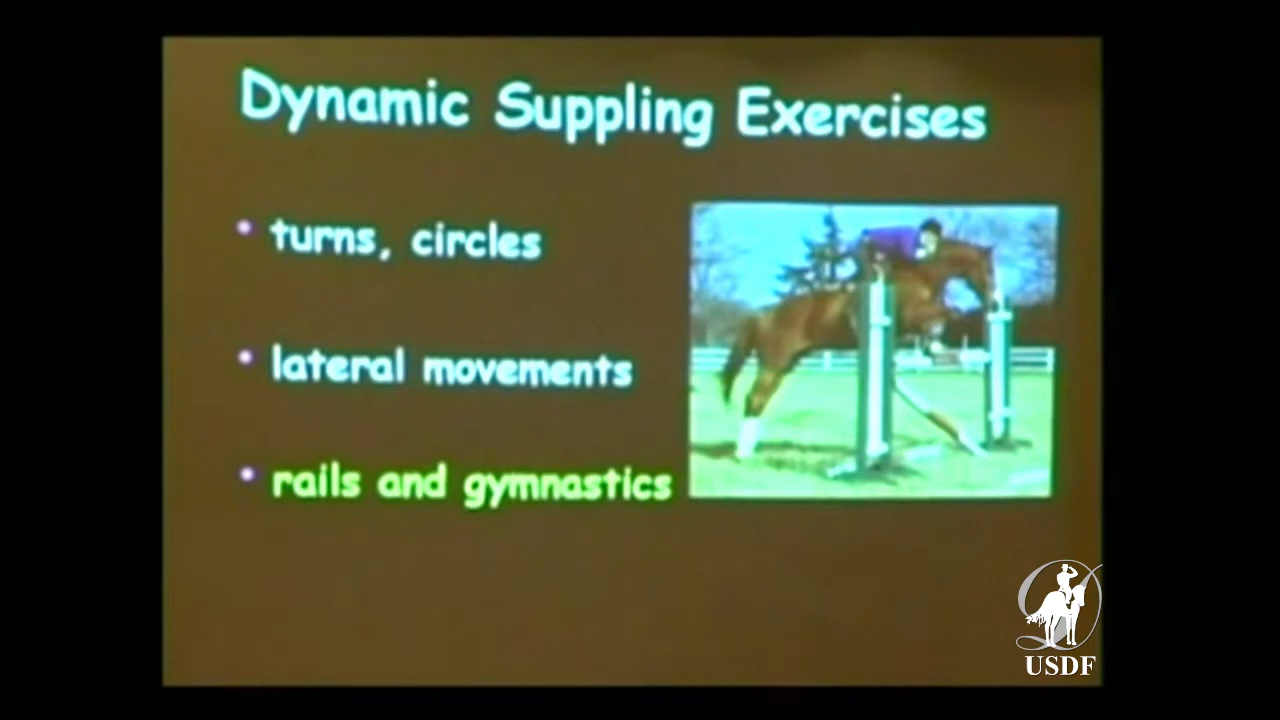 Dynamic Suppling Exercises
• turns, circles
• lateral movements
• rails and gymnastics
USDF